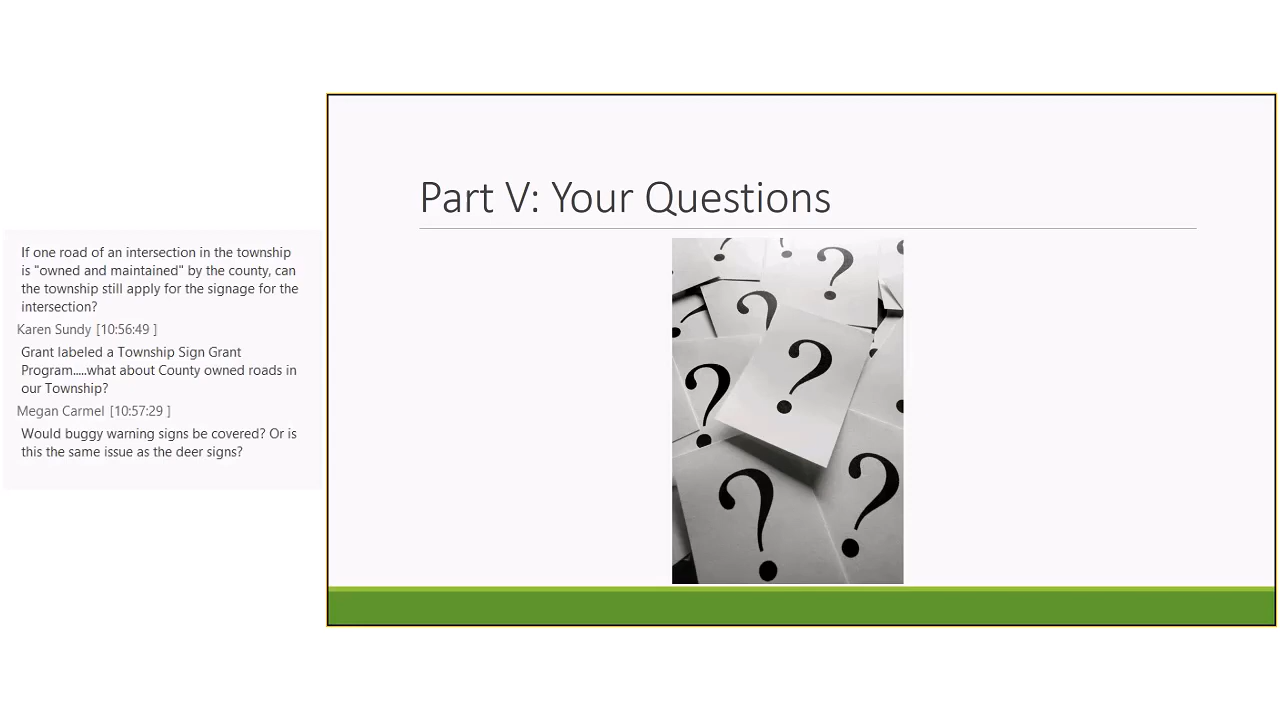 If one road of an intersection in the township
is "owned and maintained" by the county, can
the township still apply for the signage for the
intersection?
Karen Sundy [10:56:49 ]
Grant labeled a Township Sign Grant
Program.....what about County owned roads in
our Township?
Megan Carmel [10:57:29 ]
Would buggy warning signs be covered? Or is
this the same issue as the deer signs?
Part V: Your Questions
?
?
?
?
?
?
?
?